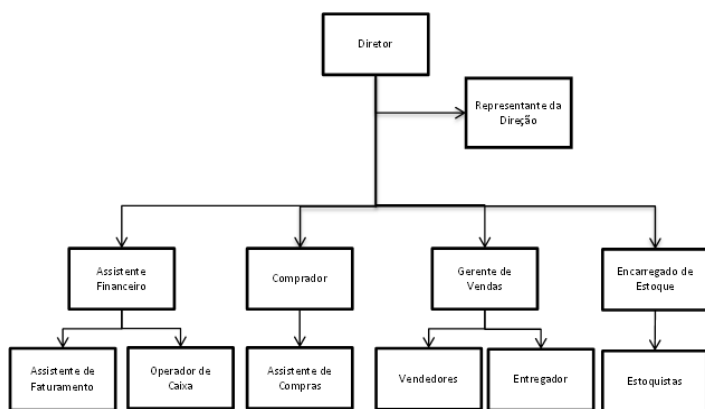 Diretor
Representante da
Direção
Assistente
Financeiro
Comprador
Gerente de
Vendas
Encarregado de
Estoque
Assistente de
Faturamento
Operador de
Caixa
Assistente de
Compras
Vendedores
Entregador
Estoquistas